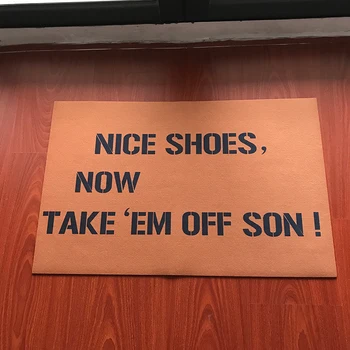 NICE SHOES,
NOW
TAKE 'EM OFF SON !